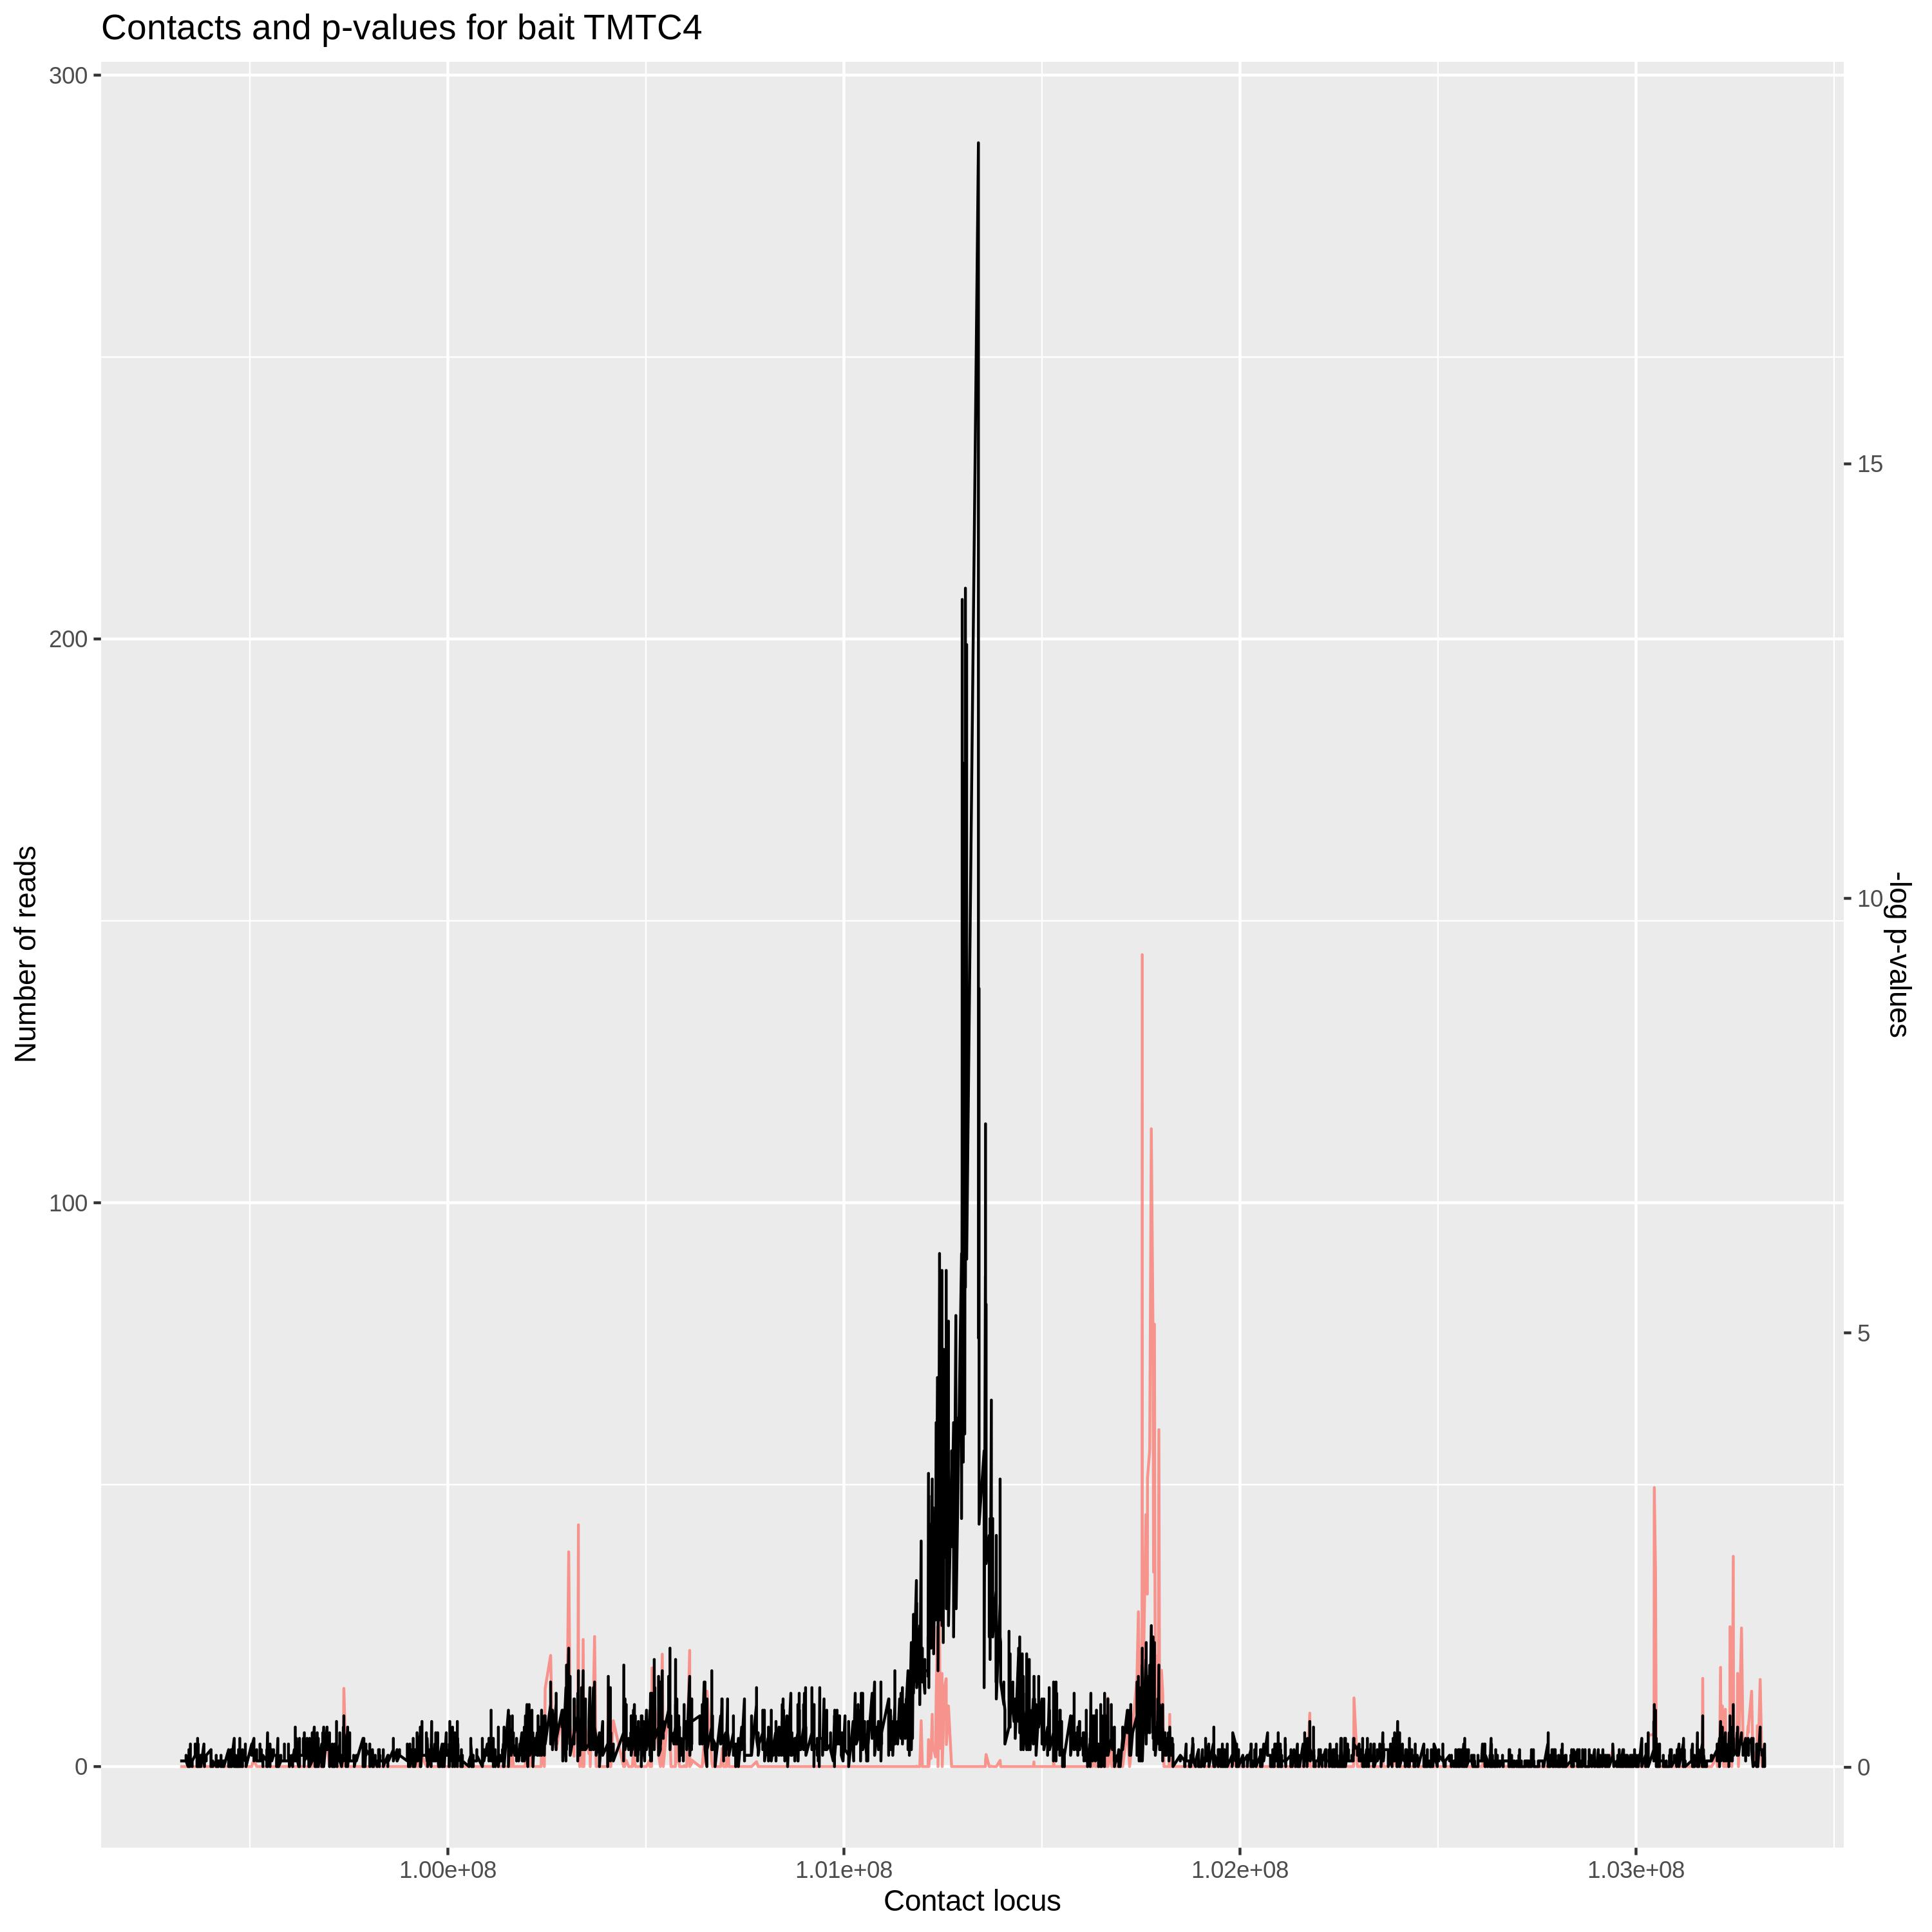 Contacts and p-values for bait TMTC4
300
200
100
0
Number of reads
15
10
5
0
-log p-values
1.00e+08
1.01e+08
1.02e+08
1.03e+08
Contact locus